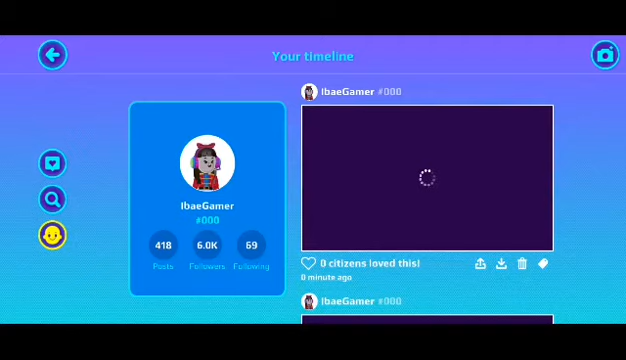 Your timeline
IbaeGamer #000
IbaeGamer
#000
418
6.0K
69
Posts
Followers
Following
0 citizens loved this!
0 minute ago
IbaeGamer #000